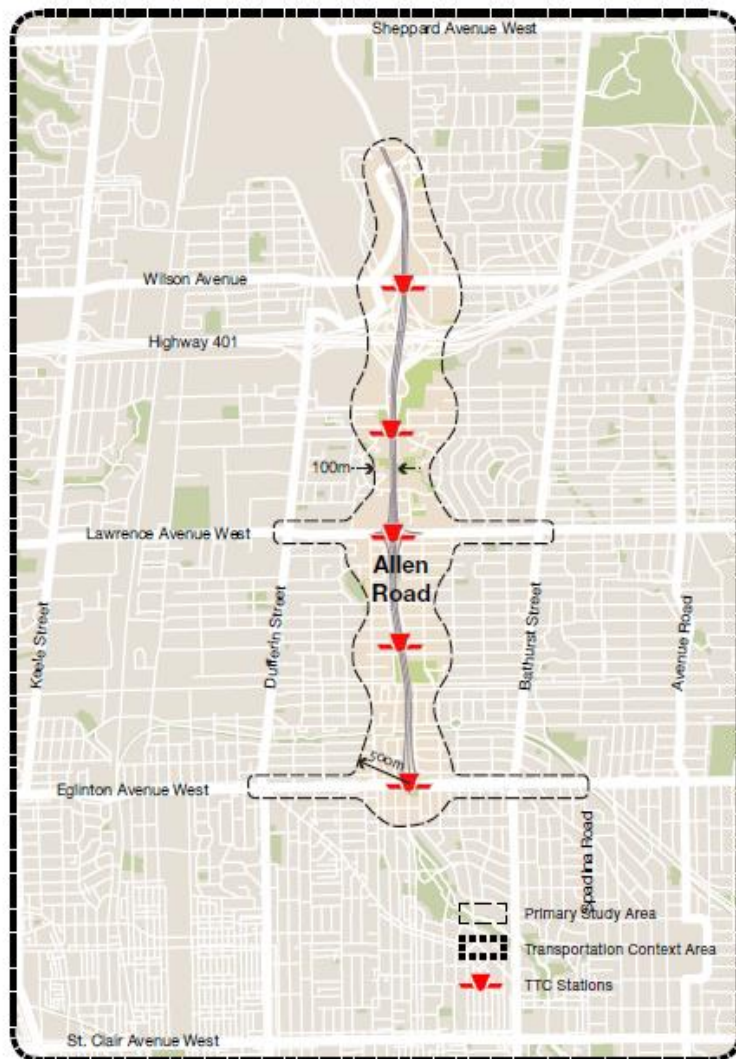 Sheppard Avenue West
Wilson Avenue
Highway 401
100m
Lawrence Avenue West
Allen
Road
Keele Street
Dufferin Street
Bathurst Street
Avenue Road
500m
Eglinton Avenue West
Spadina Road
Primary Study Area
Transportation Context Area
TTC Stations
St. Clair Avenue West